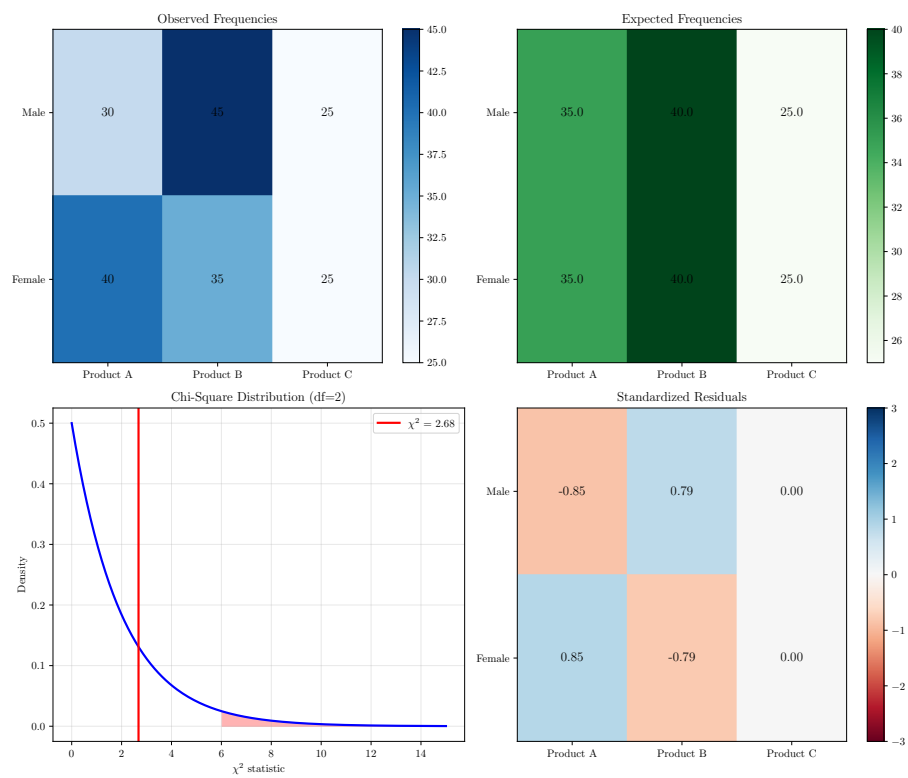 Observed Frequencies
Male
Female
30
45
25
40
35
25
Product A
Product B
Product C
45.0
42.5
40.0
37.5
35.0
32.5
30.0
27.5
25.0
Expected Frequencies
Male
Female
35.0
40.0
25.0
35.0
40.0
25.0
Product A
Product B
Product C
40
38
36
34
32
30
28
26
Chi-Square Distribution (df=2)
χ² = 2.68
Density
0.5
0.4
0.3
0.2
0.1
0.0
0
2
4
6
8
10
12
14
χ² statistic
Standardized Residuals
Male
Female
-0.85
0.79
0.00
0.85
-0.79
0.00
Product A
Product B
Product C
3
2
1
0
−1
−2
−3